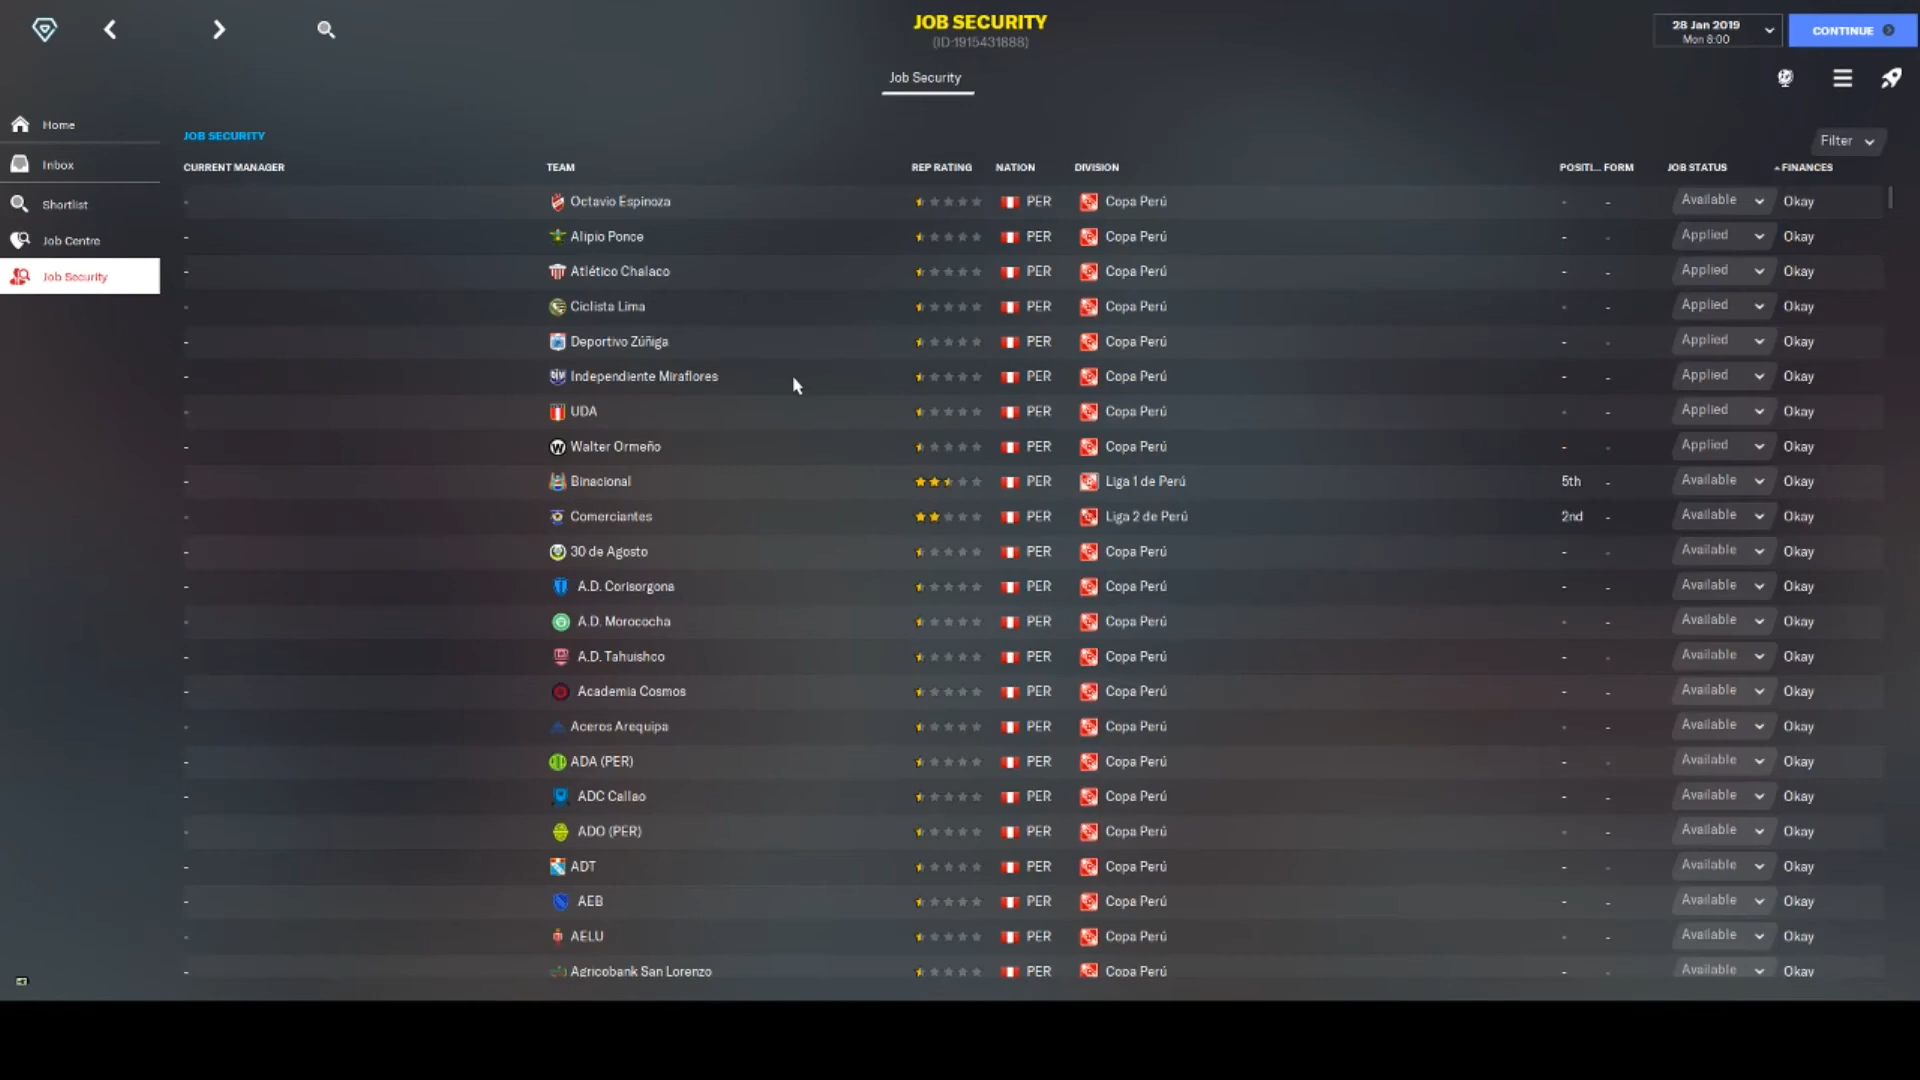 JOB SECURITY
(ID:1915431888)
28 Jan 2019
Mon 8:00
CONTINUE
Job Security
Home
Inbox
Shortlist
Job Centre
Job Security
JOB SECURITY
Filter
CURRENT MANAGER TEAM REP RATING NATION DIVISION POSITI... FORM JOB STATUS FINANCES
- Octavio Espinoza PER Copa Perú - - Available Okay
- Alipio Ponce PER Copa Perú - - Applied Okay
- Atlético Chalaco PER Copa Perú - - Applied Okay
- Ciclista Lima PER Copa Perú - - Applied Okay
- Deportivo Zúñiga PER Copa Perú - - Applied Okay
- Independiente Miraflores PER Copa Perú - - Applied Okay
- UDA PER Copa Perú - - Applied Okay
- Walter Ormeño PER Copa Perú - - Applied Okay
- Binacional PER Liga 1 de Perú 5th - Available Okay
- Comerciantes PER Liga 2 de Perú 2nd - Available Okay
- 30 de Agosto PER Copa Perú - - Available Okay
- A.D. Corisorgona PER Copa Perú - - Available Okay
- A.D. Morococha PER Copa Perú - - Available Okay
- A.D. Tahuishco PER Copa Perú - - Available Okay
- Academia Cosmos PER Copa Perú - - Available Okay
- Aceros Arequipa PER Copa Perú - - Available Okay
- ADA (PER) PER Copa Perú - - Available Okay
- ADC Callao PER Copa Perú - - Available Okay
- ADO (PER) PER Copa Perú - - Available Okay
- ADT PER Copa Perú - - Available Okay
- AEB PER Copa Perú - - Available Okay
- AELU PER Copa Perú - - Available Okay
- Agricobank San Lorenzo PER Copa Perú - - Available Okay